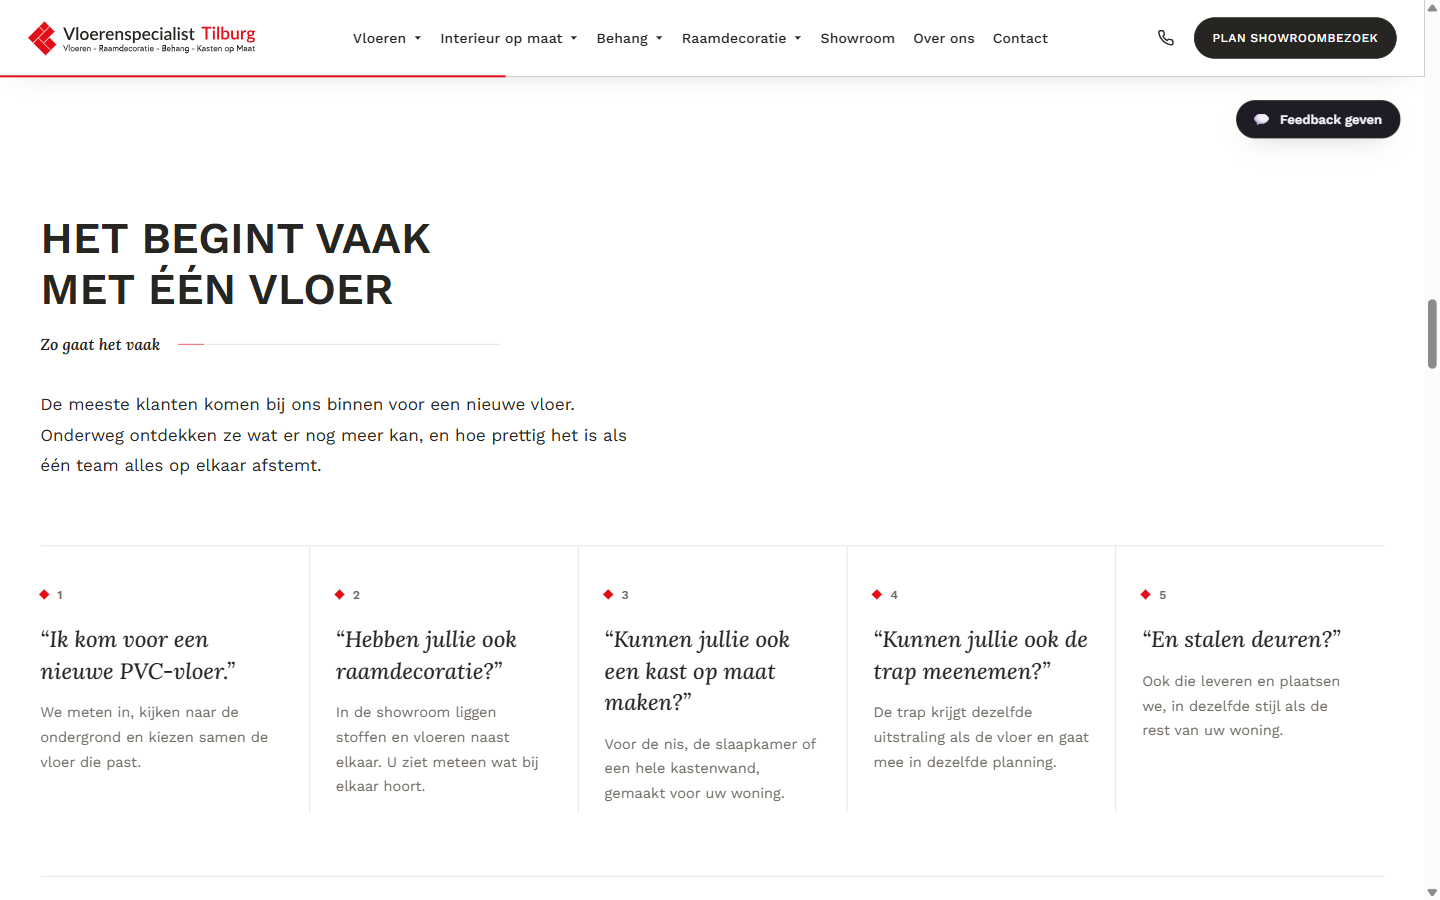 Vloerenspecialist Tilburg
Vloeren - Raamdecoratie - Behang - Kasten op Maat
Vloeren
Interieur op maat
Behang
Raamdecoratie
Showroom
Over ons
Contact
PLAN SHOWROOMBEZOEK
Feedback geven
HET BEGINT VAAK
MET ÉÉN VLOER
Zo gaat het vaak
De meeste klanten komen bij ons binnen voor een nieuwe vloer.
Onderweg ontdekken ze wat er nog meer kan, en hoe prettig het is als
één team alles op elkaar afstemt.
1
“Ik kom voor een
nieuwe PVC-vloer.”
We meten in, kijken naar de
ondergrond en kiezen samen de
vloer die past.
2
“Hebben jullie ook
raamdecoratie?”
In de showroom liggen
stoffen en vloeren naast
elkaar. U ziet meteen wat bij
elkaar hoort.
3
“Kunnen jullie ook
een kast op maat
maken?”
Voor de nis, de slaapkamer of
een hele kastenwand,
gemaakt voor uw woning.
4
“Kunnen jullie ook de
trap meenemen?”
De trap krijgt dezelfde
uitstraling als de vloer en gaat
mee in dezelfde planning.
5
“En stalen deuren?”
Ook die leveren en plaatsen
we, in dezelfde stijl als de
rest van uw woning.